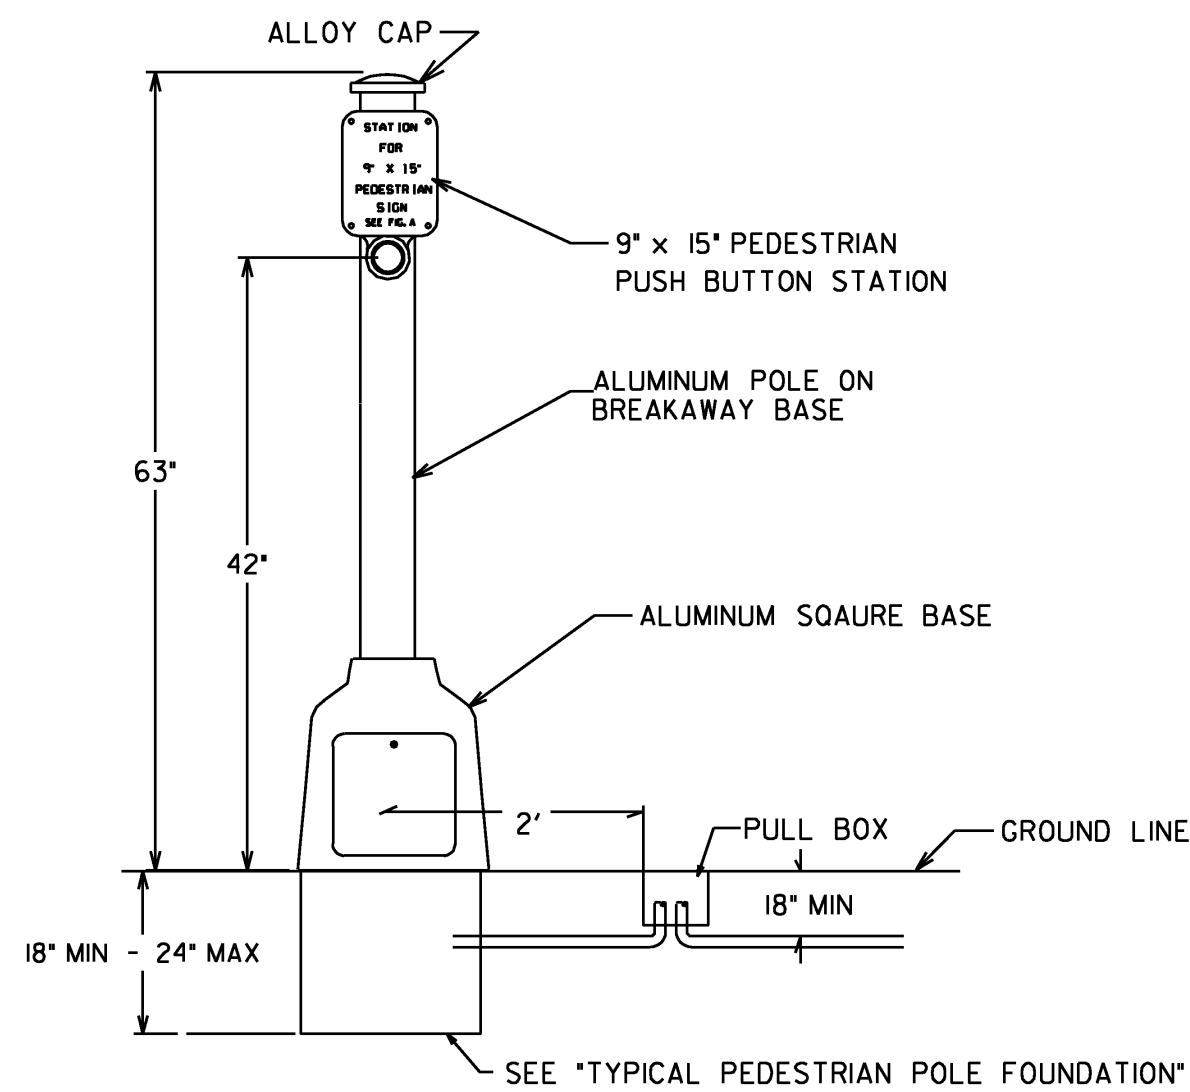 ALLOY CAP
STATION
FOR
9" X 15"
PEDESTRIAN
SIGN
SEE FIG. A
9" x 15" PEDESTRIAN
PUSH BUTTON STATION
ALUMINUM POLE ON
BREAKAWAY BASE
63"
42"
ALUMINUM SQAURE BASE
2'
PULL BOX
GROUND LINE
18" MIN
18" MIN - 24" MAX
SEE "TYPICAL PEDESTRIAN POLE FOUNDATION"